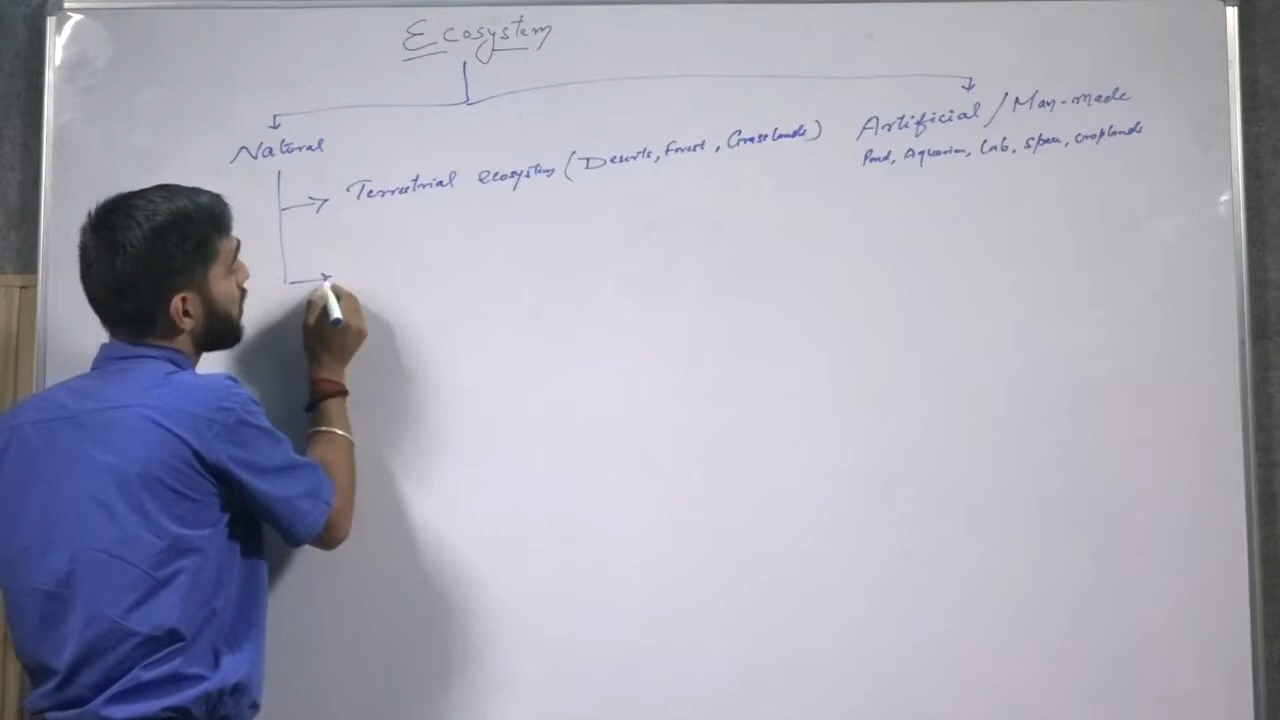 Ecosystem
Natural
Artificial / Man-made
Pond, Aquarium, Lab, Space, croplands
Terrestrial ecosystem (Deserts, Forest, Grasslands)